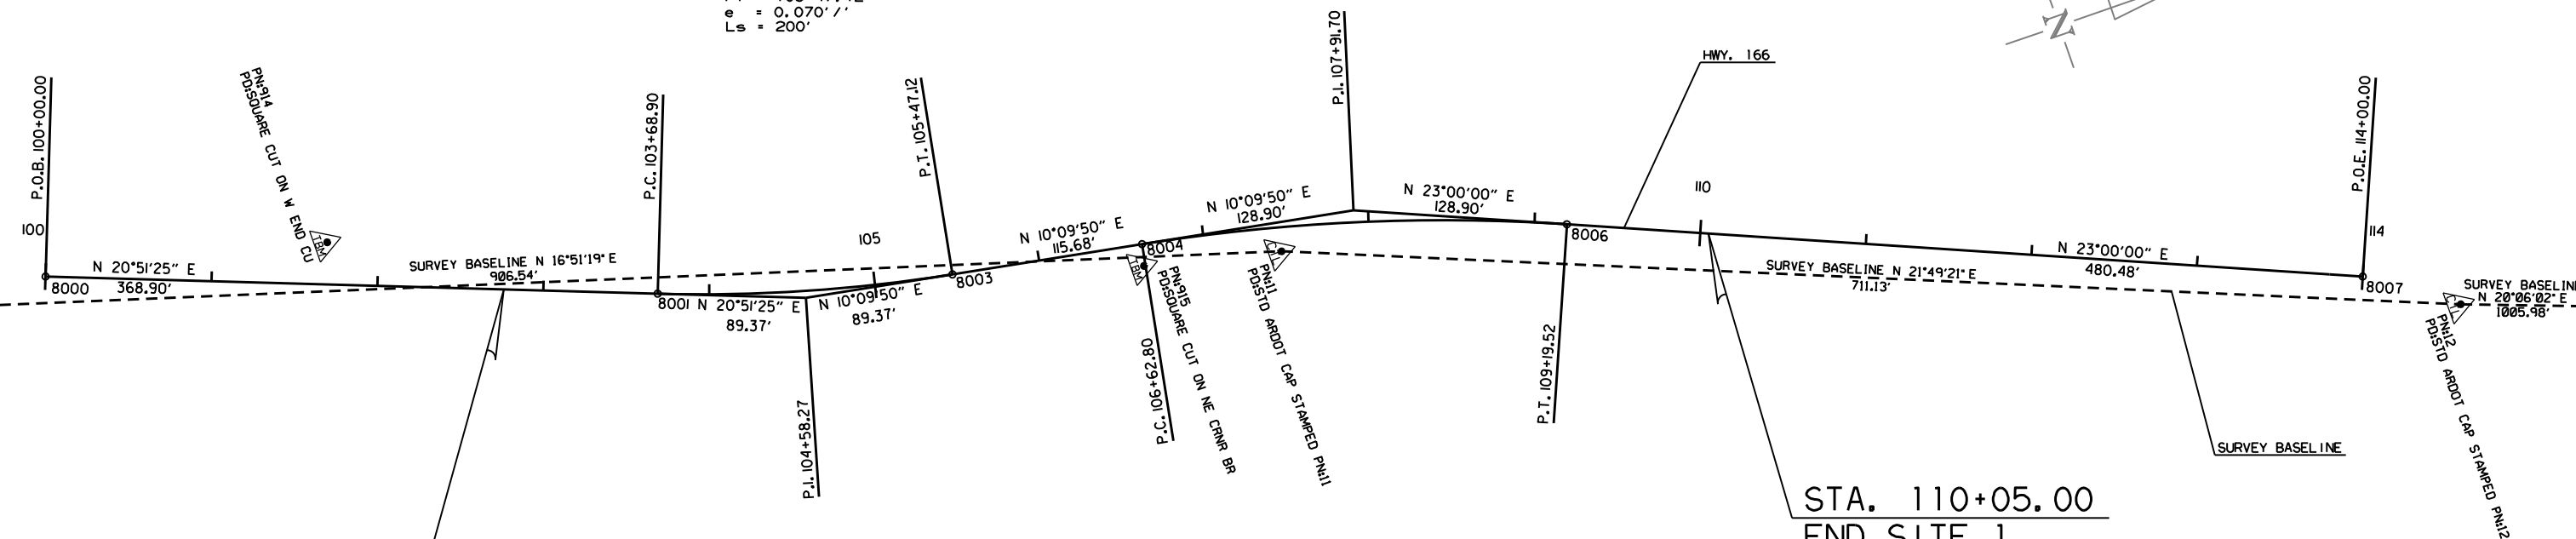 e = 0.070'/'
Ls = 200'
N
P.O.B. 100+00.00
PN:914
PD:SQUARE CUT ON W END CU
TBM
P.C. 103+68.90
P.T. 105+47.12
P.I. 107+91.70
HWY. 166
P.O.E. 114+00.00
100
105
110
114
N 20°51'25" E
368.90'
8000
SURVEY BASELINE N 16°51'19" E
906.54'
8001
N 20°51'25" E
89.37'
N 10°09'50" E
89.37'
8003
N 10°09'50" E
115.68'
8004
N 10°09'50" E
128.90'
N 23°00'00" E
128.90'
8006
N 23°00'00" E
480.48'
8007
SURVEY BASELINE N 21°49'21" E
711.13'
SURVEY BASELINE
N 20°06'02" E
1005.98'
P.I. 104+58.27
P.C. 106+62.80
TBM
PN:915
PD:SQUARE CUT ON NE CRNR BR
PN:11
PD:STD ARDOT CAP STAMPED PN:11
P.T. 109+19.52
SURVEY BASELINE
PN:12
PD:STD ARDOT CAP STAMPED PN:12
STA. 110+05.00
END SITE 1